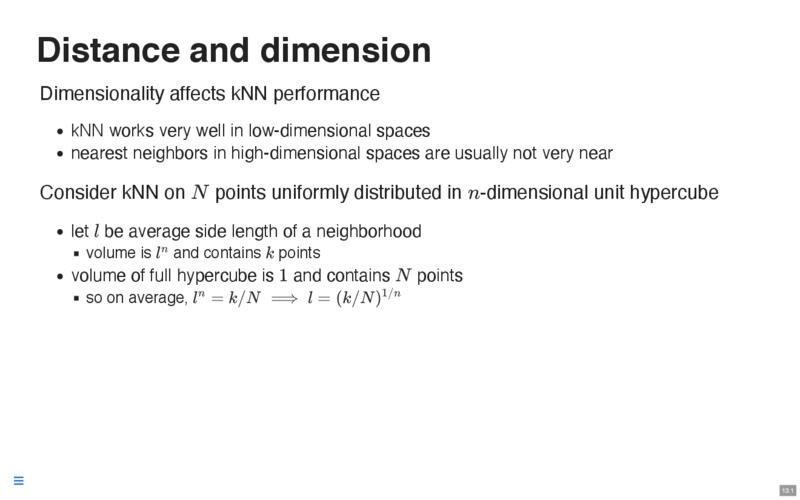 Distance and dimension
Dimensionality affects kNN performance
• kNN works very well in low-dimensional spaces
• nearest neighbors in high-dimensional spaces are usually not very near
Consider kNN on N points uniformly distributed in n-dimensional unit hypercube
• let l be average side length of a neighborhood
▪ volume is lⁿ and contains k points
• volume of full hypercube is 1 and contains N points
▪ so on average, lⁿ = k/N ⟹ l = (k/N)^{1/n}
13.1